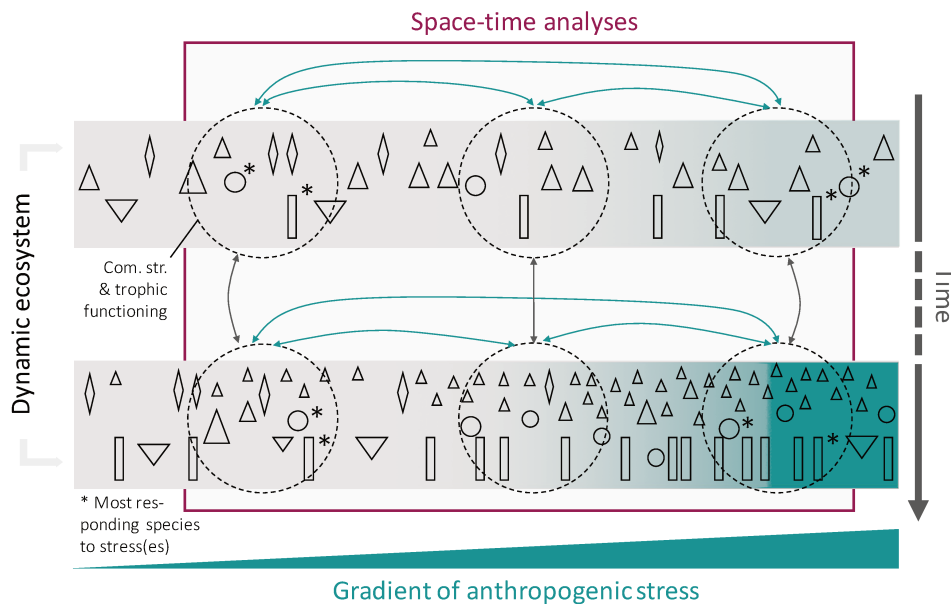 Space-time analyses
Dynamic ecosystem
*
*
*
*
Com. str.
& trophic
functioning
Time
*
*
*
*
* Most res-
ponding species
to stress(es)
Gradient of anthropogenic stress